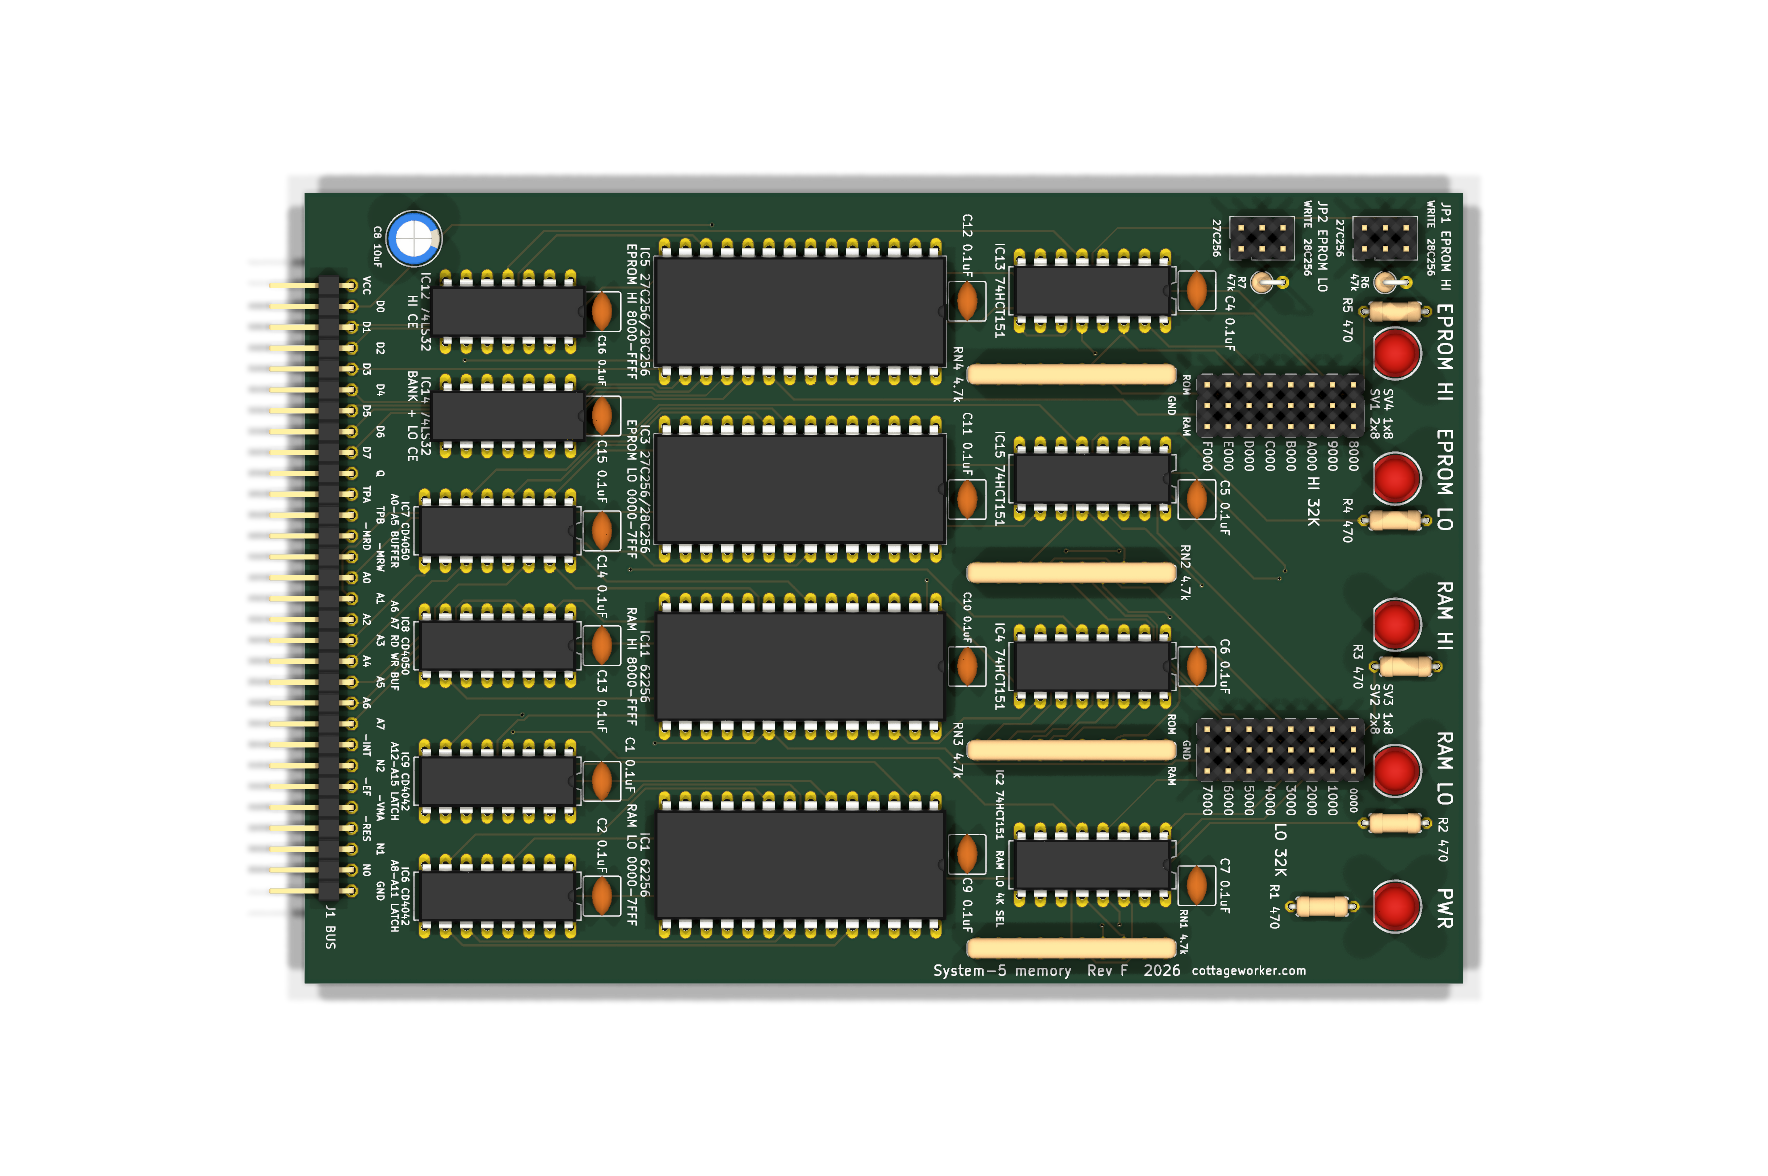 C8 10uF
VCC
D0
D1
D2
D3
D4
D5
D6
D7
Q
TPA
TPB
-MRD
-MRW
A0
A1
A2
A3
A4
A5
A6
A7
-INT
N2
-EF
-VMA
-RES
N1
N0
GND
J1 BUS
IC12 74LS32
HI CE
C16 0.1uF
IC14 74LS32
BANK + LO CE
C15 0.1uF
IC7 CD4050
A0-A5 BUFFER
C14 0.1uF
IC8 CD4050
A6 A7 RD WR BUF
C13 0.1uF
IC9 CD4042
A12-A15 LATCH
C1 0.1uF
IC6 CD4042
A8-A11 LATCH
C2 0.1uF
IC5 27C256/28C256
EPROM HI 8000-FFFF
IC3 27C256/28C256
EPROM LO 0000-7FFF
IC11 62256
RAM HI 8000-FFFF
IC1 62256
RAM LO 0000-7FFF
C12 0.1uF
C11 0.1uF
C10 0.1uF
C9 0.1uF
IC13 74HCT151
RN4 4.7k
IC15 74HCT151
RN2 4.7k
IC4 74HCT151
RN3 4.7k
IC2 74HCT151 RAM LO 4K SEL
RN1 4.7k
C4 0.1uF
C5 0.1uF
C6 0.1uF
C7 0.1uF
27C256
JP2 EPROM LO
WRITE 28C256
R7
47k
27C256
JP1 EPROM HI
WRITE 28C256
R6
47k
R5 470
EPROM HI
ROM
GND
RAM
SV4 1x8
SV1 2x8
F000
E000
D000
C000
B000
A000
9000
8000
HI 32K
EPROM LO
R4 470
RAM HI
R3 470
SV3 1x8
SV2 2x8
ROM
GND
RAM
7000
6000
5000
4000
3000
2000
1000
0000
LO 32K
RAM LO
R2 470
R1 470
PWR
System-5 memory Rev F 2026 cottageworker.com